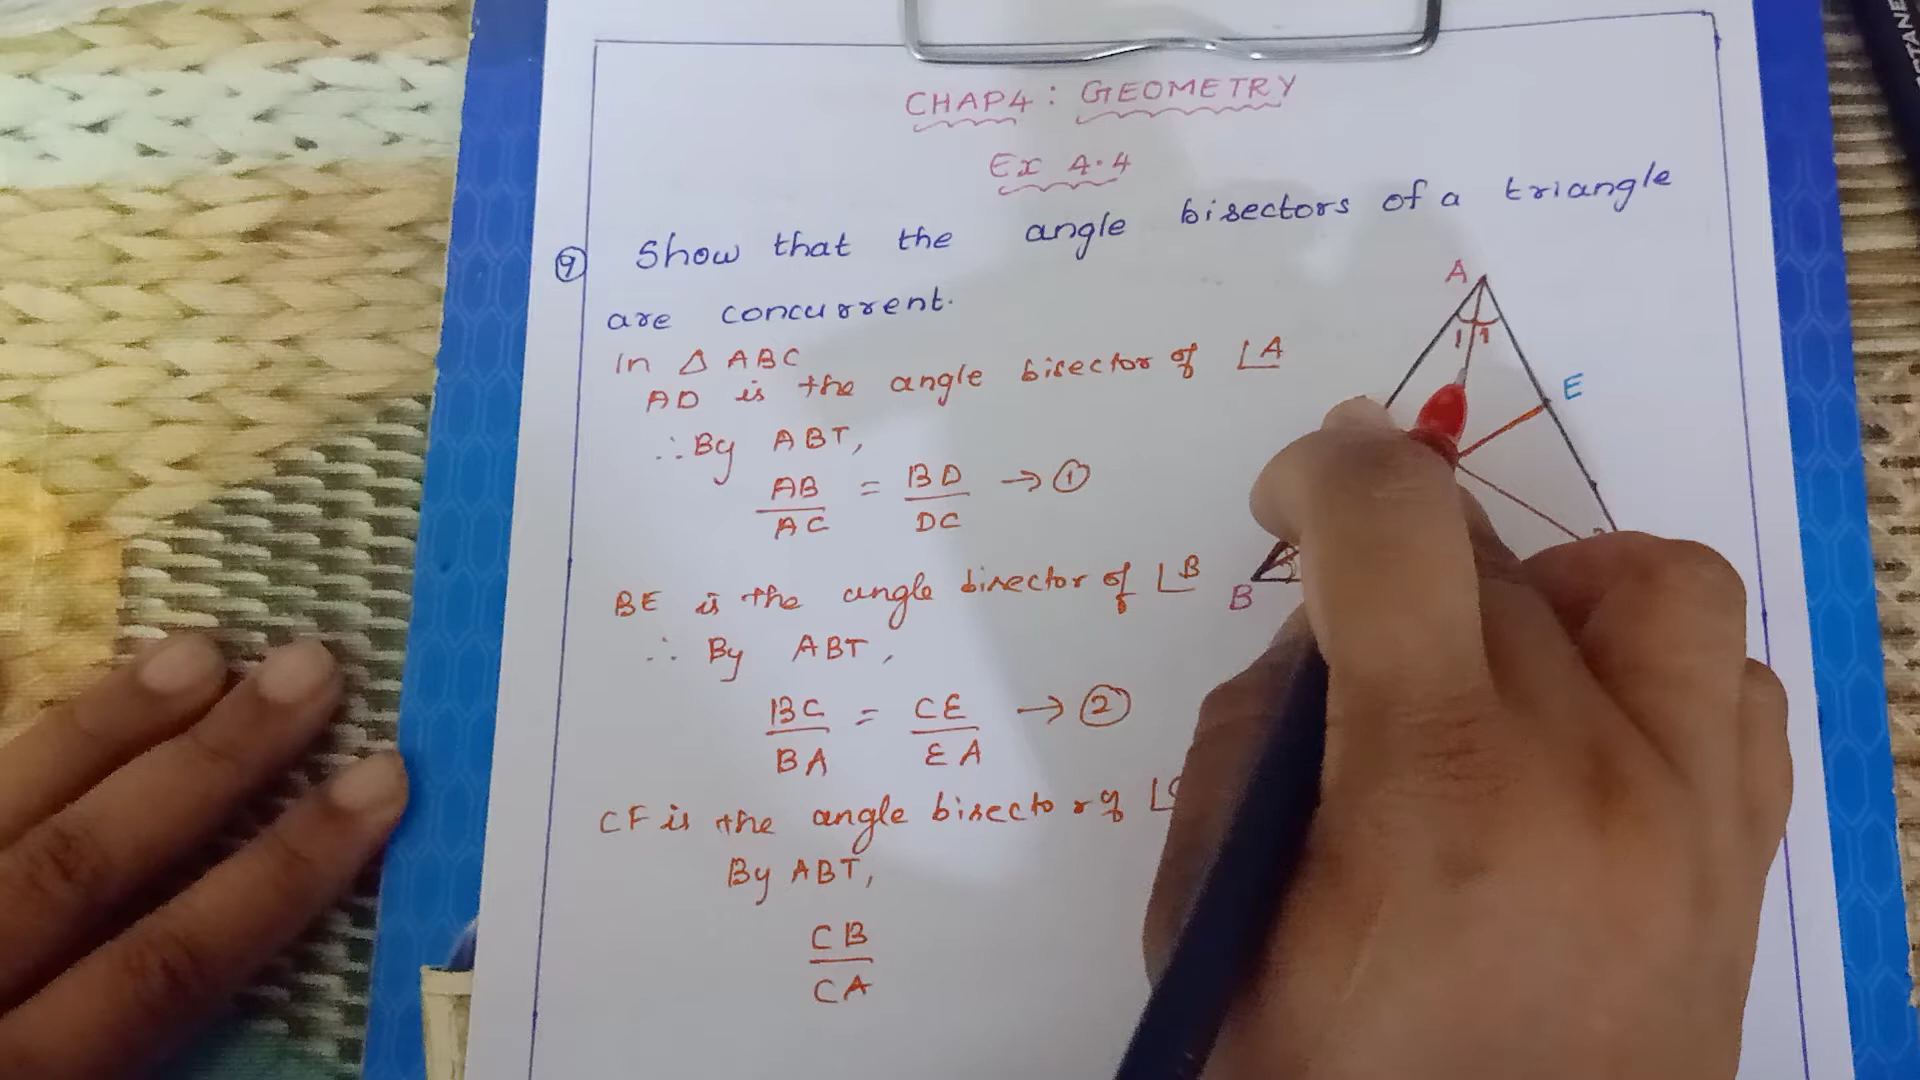 CHAP4 : GEOMETRY
Ex 4.4
9 Show that the angle bisectors of a triangle
are concurrent.
In △ ABC
AD is the angle bisector of ∠A
∴ By ABT,
AB/AC = BD/DC → 1
BE is the angle bisector of ∠B
∴ By ABT,
BC/BA = CE/EA → 2
CF is the angle bisector of ∠C
By ABT,
CB/CA
A
1 1
E
B